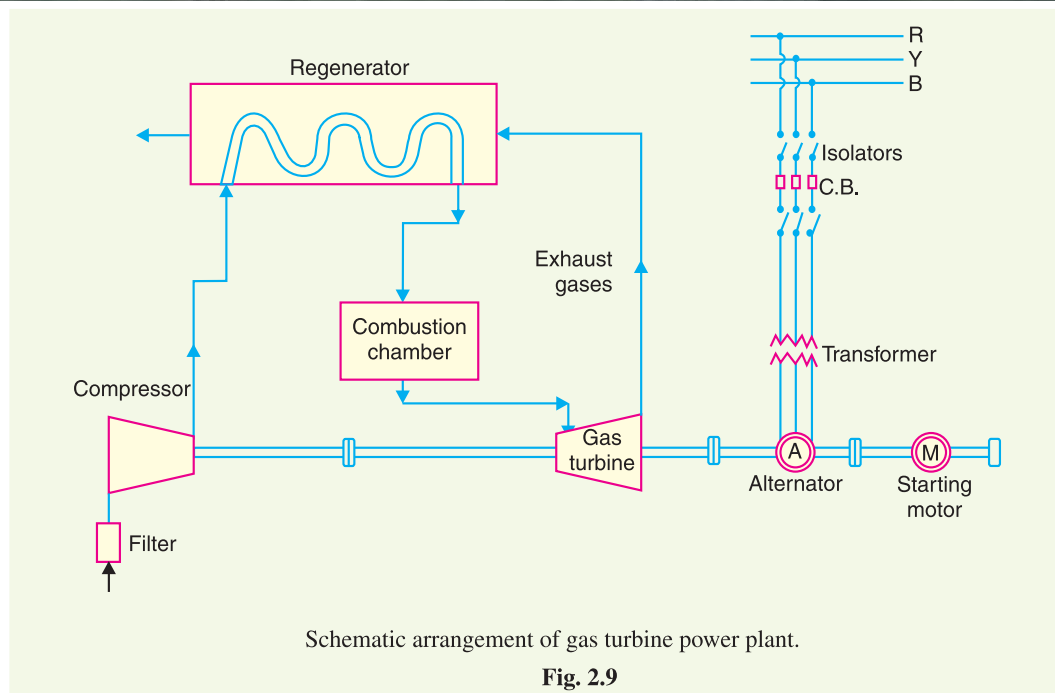 R
Regenerator
Y
B
Isolators
C.B.
Exhaust
gases
Combustion
chamber
Transformer
Compressor
Gas
turbine
A
M
Alternator
Starting
motor
Filter
Schematic arrangement of gas turbine power plant.
Fig. 2.9